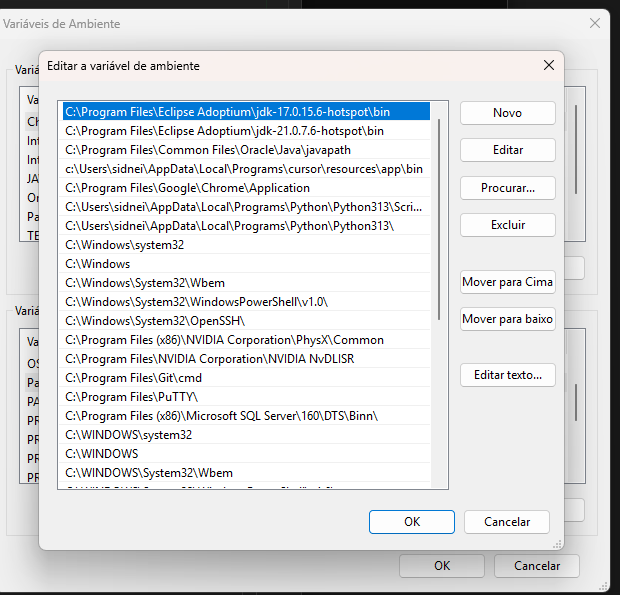 Variáveis de Ambiente
Editar a variável de ambiente
Variá
Va
Ch
Int
Int
JA
On
Pa
TE
Variá
Va
OS
Pa
PA
PR
PR
PR
PR
C:\Program Files\Eclipse Adoptium\jdk-17.0.15.6-hotspot\bin
C:\Program Files\Eclipse Adoptium\jdk-21.0.7.6-hotspot\bin
C:\Program Files\Common Files\Oracle\Java\javapath
c:\Users\sidnei\AppData\Local\Programs\cursor\resources\app\bin
C:\Program Files\Google\Chrome\Application
C:\Users\sidnei\AppData\Local\Programs\Python\Python313\Scri...
C:\Users\sidnei\AppData\Local\Programs\Python\Python313\
C:\Windows\system32
C:\Windows
C:\Windows\System32\Wbem
C:\Windows\System32\WindowsPowerShell\v1.0\
C:\Windows\System32\OpenSSH\
C:\Program Files (x86)\NVIDIA Corporation\PhysX\Common
C:\Program Files\NVIDIA Corporation\NVIDIA NvDLISR
C:\Program Files\Git\cmd
C:\Program Files\PuTTY\
C:\Program Files (x86)\Microsoft SQL Server\160\DTS\Binn\
C:\WINDOWS\system32
C:\WINDOWS
C:\WINDOWS\System32\Wbem
Novo
Editar
Procurar...
Excluir
Mover para Cima
Mover para baixo
Editar texto...
OK
Cancelar
OK
Cancelar